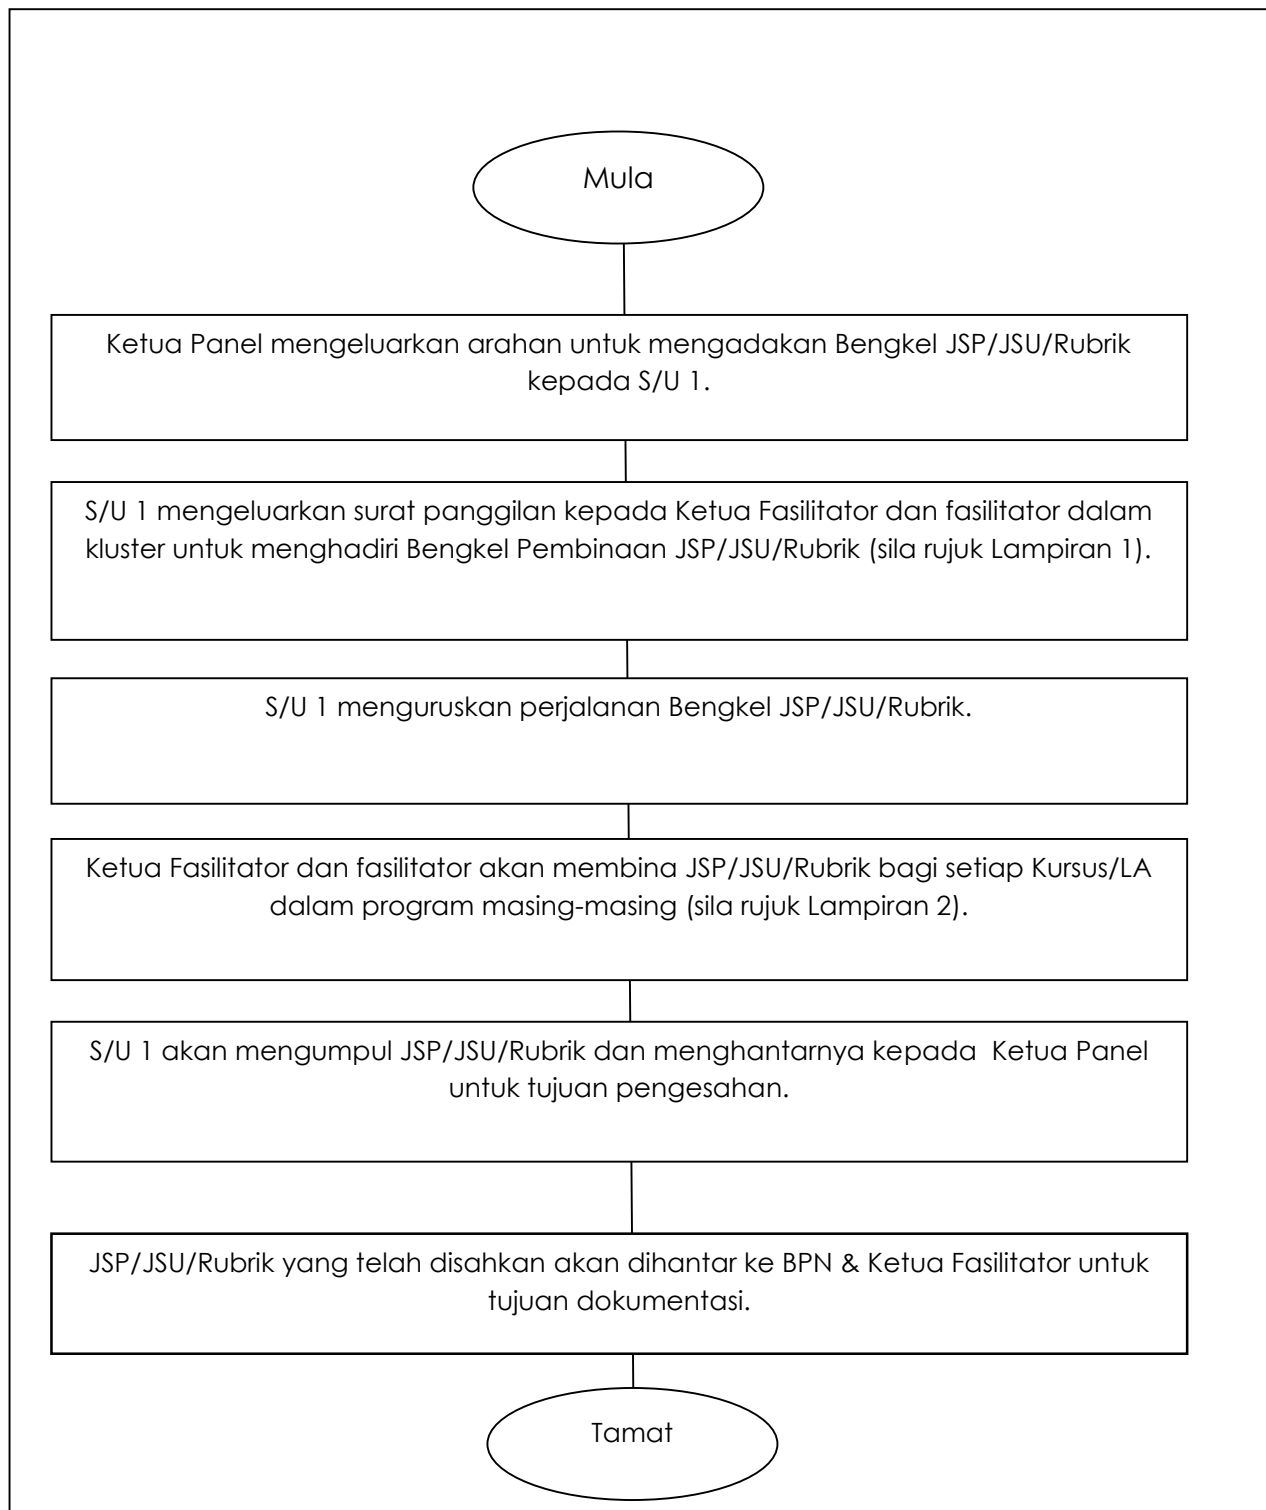 Mula
Ketua Panel mengeluarkan arahan untuk mengadakan Bengkel JSP/JSU/Rubrik
kepada S/U 1.
S/U 1 mengeluarkan surat panggilan kepada Ketua Fasilitator dan fasilitator dalam
kluster untuk menghadiri Bengkel Pembinaan JSP/JSU/Rubrik (sila rujuk Lampiran 1).
S/U 1 menguruskan perjalanan Bengkel JSP/JSU/Rubrik.
Ketua Fasilitator dan fasilitator akan membina JSP/JSU/Rubrik bagi setiap Kursus/LA
dalam program masing-masing (sila rujuk Lampiran 2).
S/U 1 akan mengumpul JSP/JSU/Rubrik dan menghantarnya kepada Ketua Panel
untuk tujuan pengesahan.
JSP/JSU/Rubrik yang telah disahkan akan dihantar ke BPN & Ketua Fasilitator untuk
tujuan dokumentasi.
Tamat